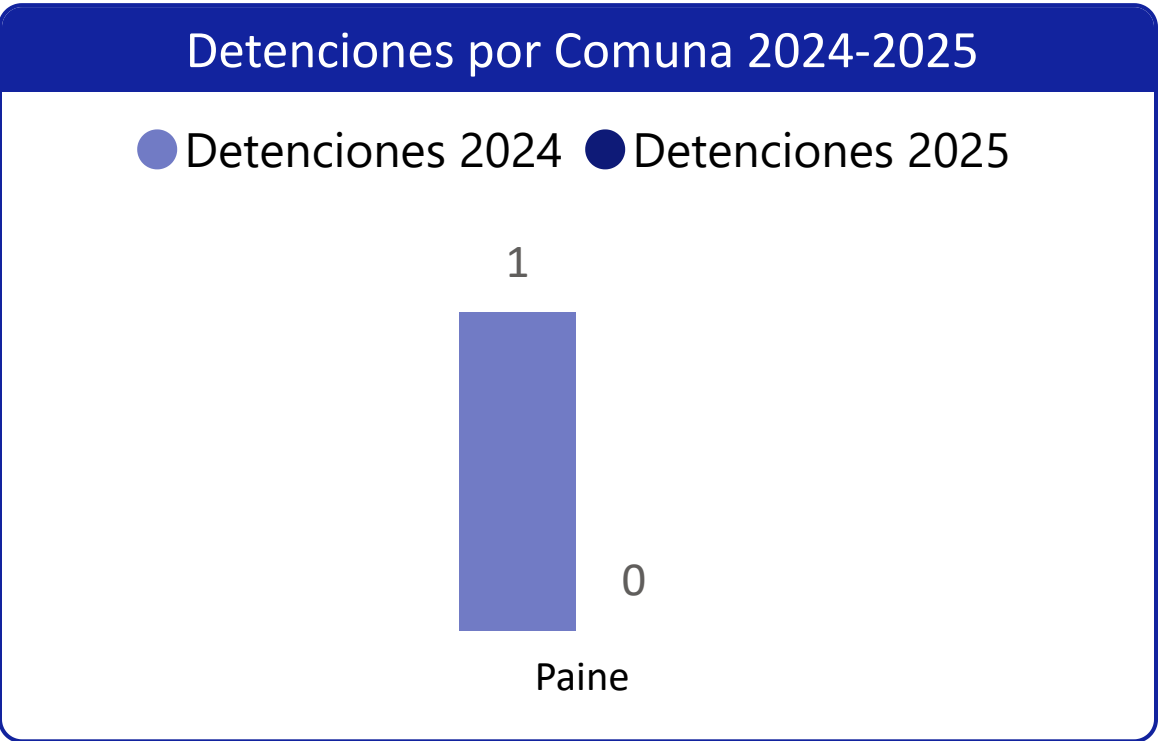 Detenciones por Comuna 2024-2025
Detenciones 2024 Detenciones 2025
1
0
Paine